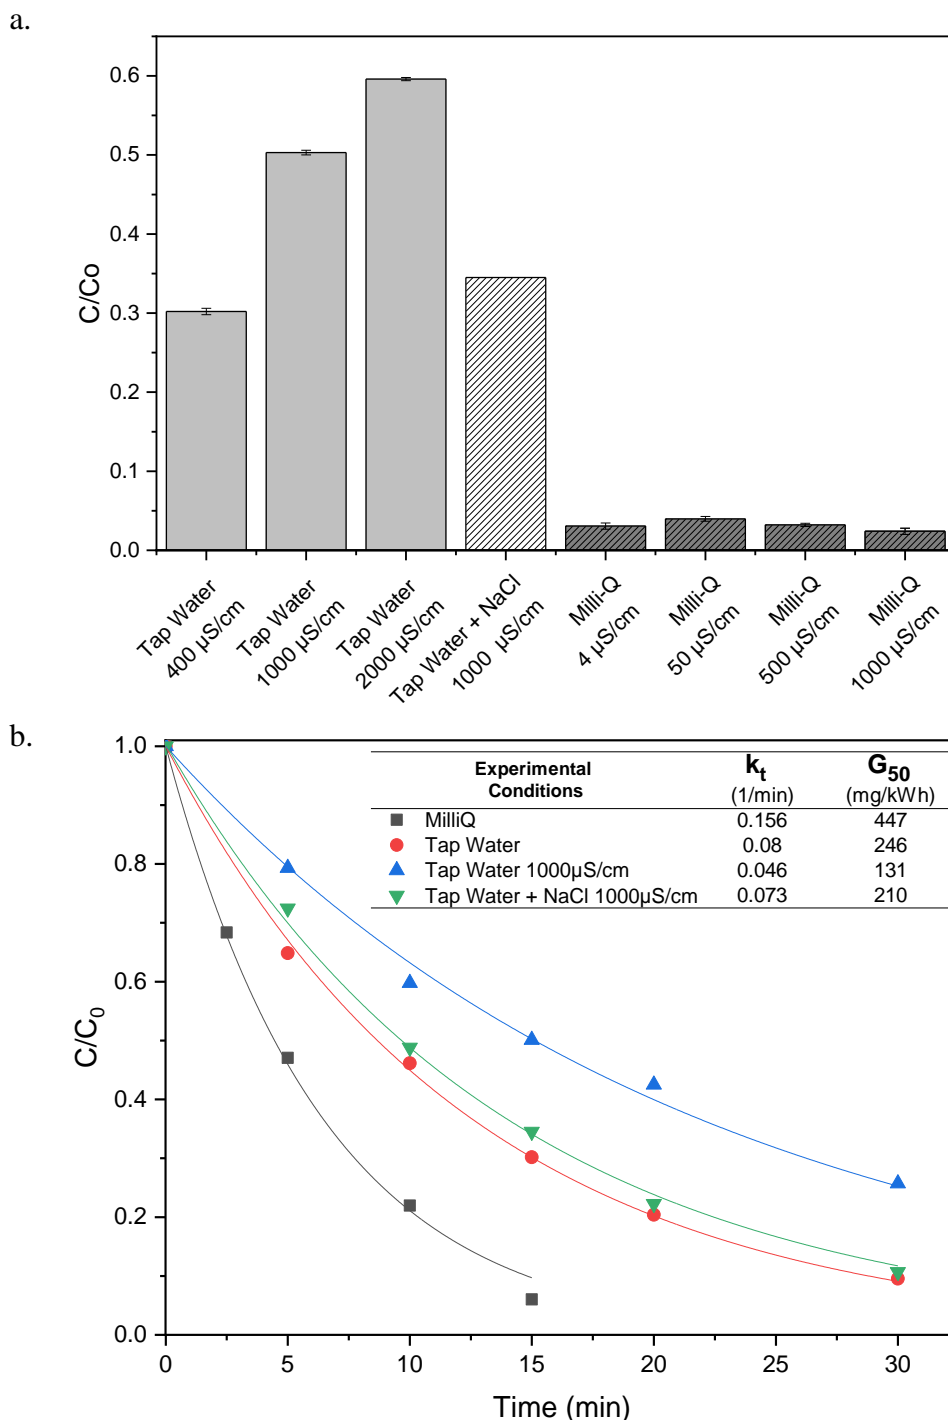 a.
0.6
0.5
0.4
0.3
0.2
0.1
0.0
C/Co
Tap Water
400 µS/cm
Tap Water
1000 µS/cm
Tap Water
2000 µS/cm
Tap Water + NaCl
1000 µS/cm
Milli-Q
4 µS/cm
Milli-Q
50 µS/cm
Milli-Q
500 µS/cm
Milli-Q
1000 µS/cm
b.
1.0
0.8
0.6
0.4
0.2
0.0
C/C₀
Experimental Conditions kₜ (1/min) G₅₀ (mg/kWh)
MilliQ 0.156 447
Tap Water 0.08 246
Tap Water 1000µS/cm 0.046 131
Tap Water + NaCl 1000µS/cm 0.073 210
0 5 10 15 20 25 30
Time (min)